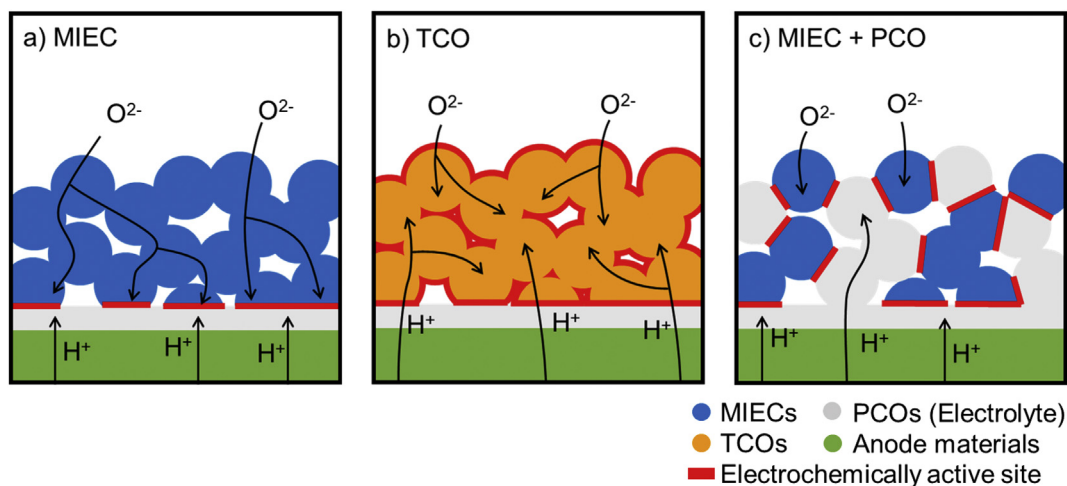 a) MIEC
O²⁻ O²⁻
H⁺ H⁺ H⁺
b) TCO
O²⁻ O²⁻
H⁺ H⁺ H⁺
c) MIEC + PCO
O²⁻ O²⁻
H⁺ H⁺ H⁺
MIECs PCOs (Electrolyte)
TCOs Anode materials
Electrochemically active site